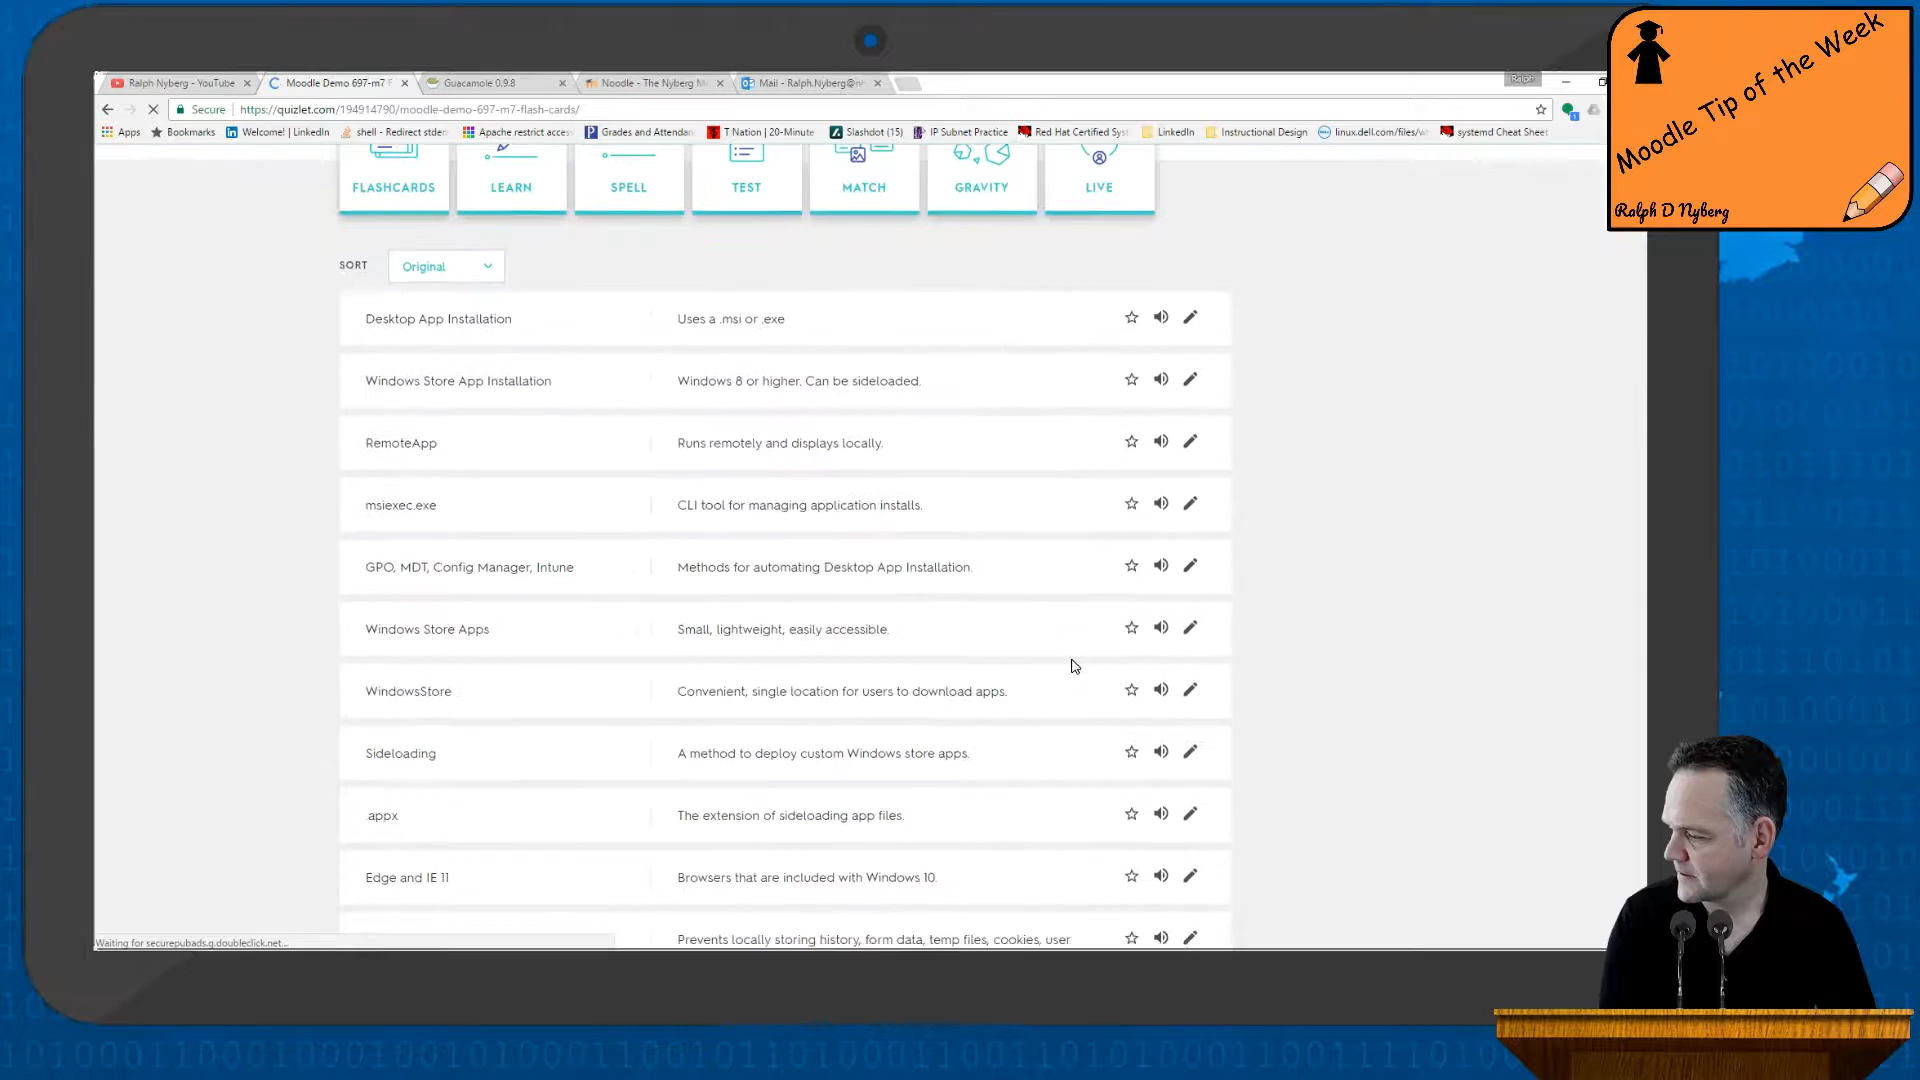 Moodle Tip of the Week
Ralph D Nyberg
Ralph Nyberg - YouTube
Moodle Demo 697-m7 F
Guacamole 0.9.8
Noodle - The Nyberg M
Mail - Ralph.Nyberg@n
Ralph
Secure
https://quizlet.com/194914790/moodle-demo-697-m7-flash-cards/
Apps
Bookmarks
Welcome! | LinkedIn
shell - Redirect stder
Apache restrict acces
Grades and Attendan
T Nation | 20-Minute
Slashdot (15)
IP Subnet Practice
Red Hat Certified Sys
LinkedIn
Instructional Design
linux.dell.com/files/w
systemd Cheat Sheet
FLASHCARDS
LEARN
SPELL
TEST
MATCH
GRAVITY
LIVE
SORT
Original
Desktop App Installation
Uses a .msi or .exe
Windows Store App Installation
Windows 8 or higher. Can be sideloaded.
RemoteApp
Runs remotely and displays locally.
msiexec.exe
CLI tool for managing application installs.
GPO, MDT, Config Manager, Intune
Methods for automating Desktop App Installation.
Windows Store Apps
Small, lightweight, easily accessible.
WindowsStore
Convenient, single location for users to download apps.
Sideloading
A method to deploy custom Windows store apps.
.appx
The extension of sideloading app files.
Edge and IE 11
Browsers that are included with Windows 10.
Prevents locally storing history, form data, temp files, cookies, user
Waiting for securepubads.g.doubleclick.net...